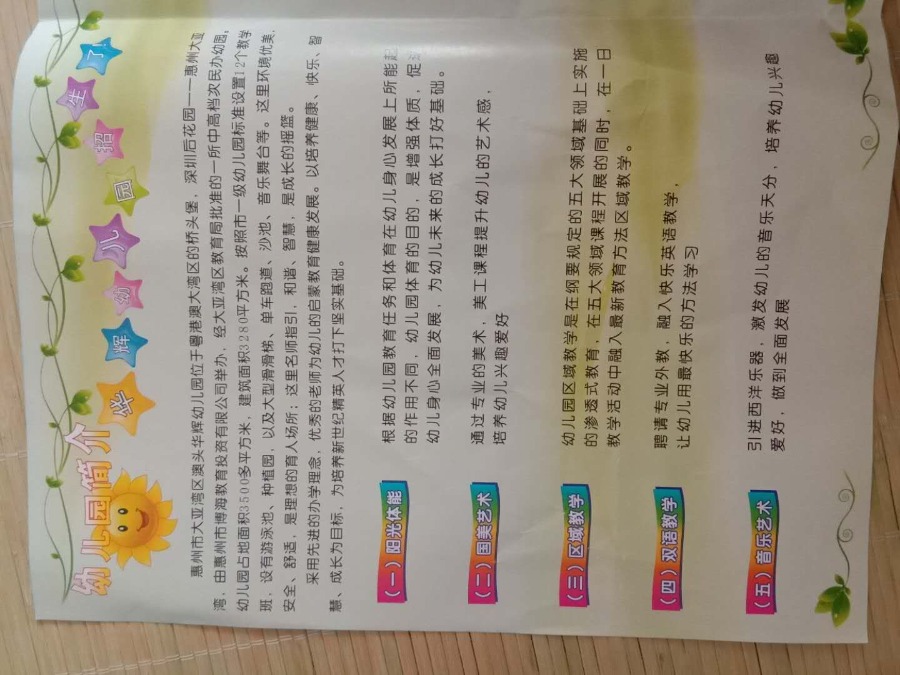 幼儿园简介
华辉幼儿园招生了
惠州市大亚湾区澳头华辉幼儿园位于粤港澳大湾区的桥头堡，深圳后花园——惠州大亚
湾，由惠州市博海教育投资有限公司举办，经大亚湾区教育局批准的一所中高档次民办幼园，
幼儿园占地面积3500多平方米，建筑面积3280平方米。按照市一级幼儿园标准设置12个教学
班，设有游泳池、种植园，以及大型滑滑梯、单车跑道、沙池、音乐舞台等。这里环境优美，
安全、舒适，是理想的育人场所；这里名师指引，和谐、智慧，是成长的摇篮。
采用先进的办学理念，优秀的老师为幼儿的启蒙教育健康发展。以培养健康、快乐、智
慧、成长为目标，为培养新世纪精英人才打下坚实基础。
（一）阳光体能
根据幼儿园教育任务和体育在幼儿身心发展上所能起
的作用不同，幼儿园体育的目的，是增强体质，促
幼儿身心全面发展，为幼儿未来的成长打好基础。
（二）国美艺术
通过专业的美术，美工课程提升幼儿的艺术感，
培养幼儿兴趣爱好
（三）区域教学
幼儿园区域教学是在纲要规定的五大领域基础上实施
的渗透式教育，在五大领域课程开展的同时，在一日
教学活动中融入最新教育方法区域教学。
（四）双语教学
聘请专业外教，融入快乐英语教学，
让幼儿用最快乐的方法学习
（五）音乐艺术
引进西洋乐器，激发幼儿的音乐天分，培养幼儿兴趣
爱好，做到全面发展